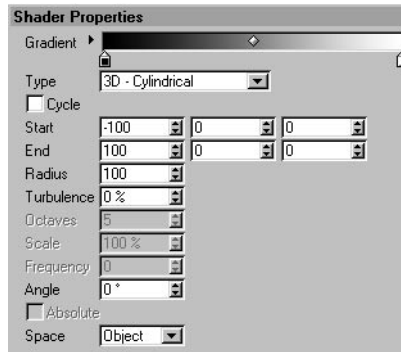 Shader Properties
Gradient
Type 3D - Cylindrical
Cycle
Start -100 0 0
End 100 0 0
Radius 100
Turbulence 0 %
Octaves 5
Scale 100 %
Frequency 0
Angle 0 °
Absolute
Space Object